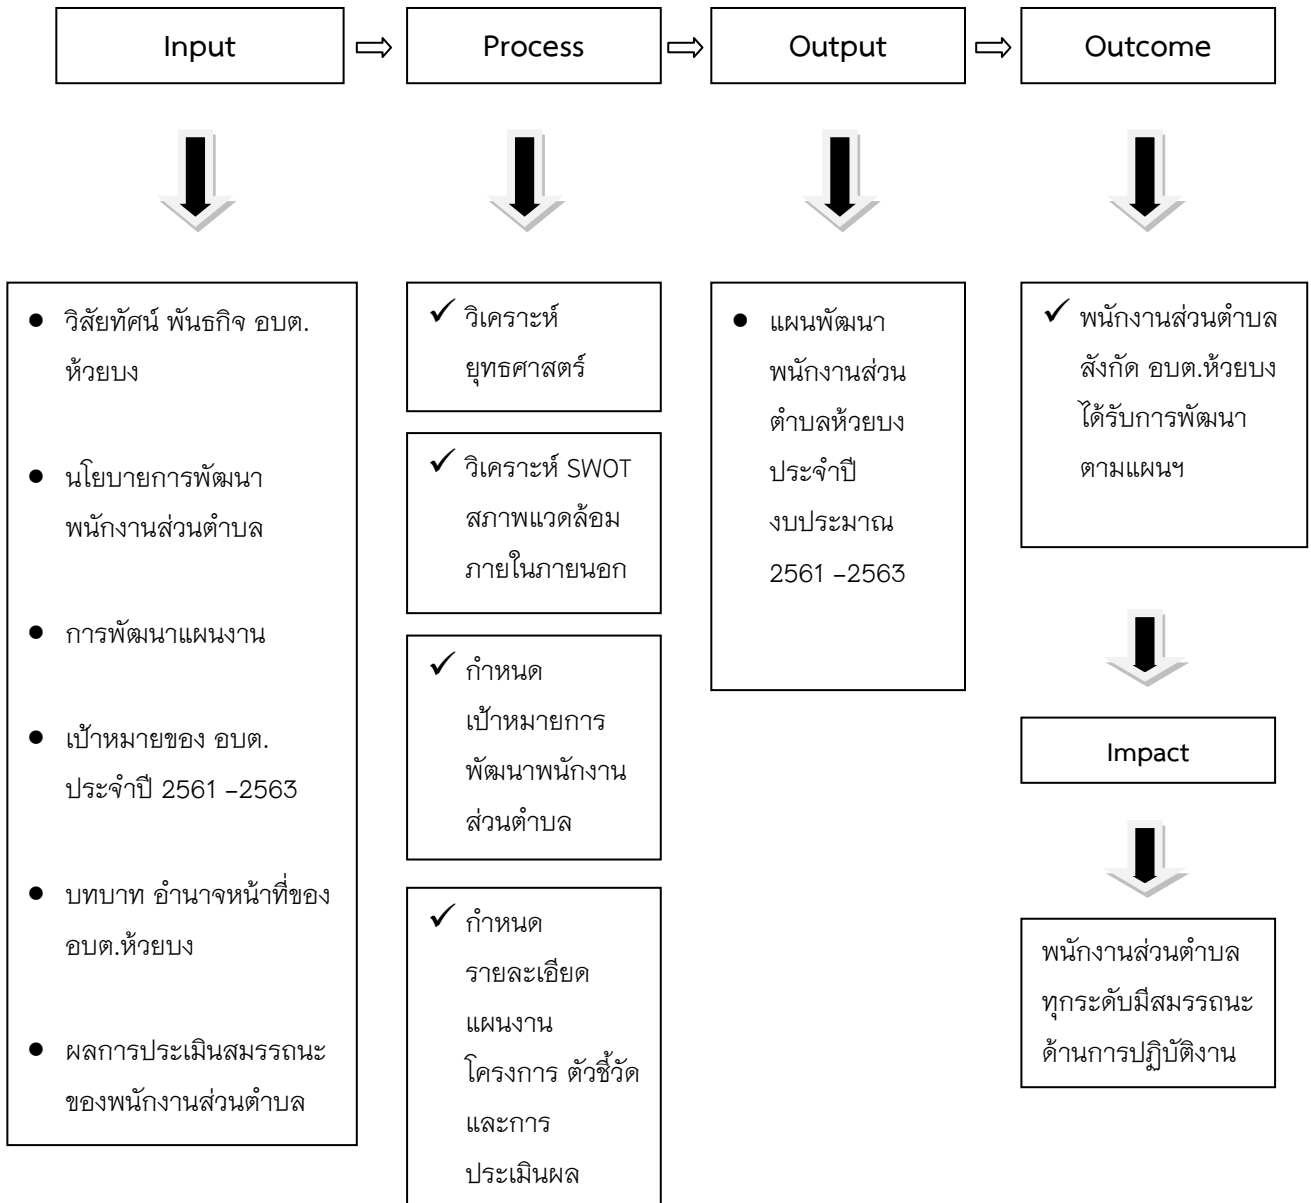 Input
Process
Output
Outcome
วิสัยทัศน์ พันธกิจ อบต.
ห้วยบง
นโยบายการพัฒนา
พนักงานส่วนตำบล
การพัฒนาแผนงาน
เป้าหมายของ อบต.
ประจำปี 2561 –2563
บทบาท อำนาจหน้าที่ของ
อบต.ห้วยบง
ผลการประเมินสมรรถนะ
ของพนักงานส่วนตำบล
วิเคราะห์
ยุทธศาสตร์
วิเคราะห์ SWOT
สภาพแวดล้อม
ภายในภายนอก
กำหนด
เป้าหมายการ
พัฒนาพนักงาน
ส่วนตำบล
กำหนด
รายละเอียด
แผนงาน
โครงการ ตัวชี้วัด
และการ
ประเมินผล
แผนพัฒนา
พนักงานส่วน
ตำบลห้วยบง
ประจำปี
งบประมาณ
2561 –2563
พนักงานส่วนตำบล
สังกัด อบต.ห้วยบง
ได้รับการพัฒนา
ตามแผนฯ
Impact
พนักงานส่วนตำบล
ทุกระดับมีสมรรถนะ
ด้านการปฏิบัติงาน